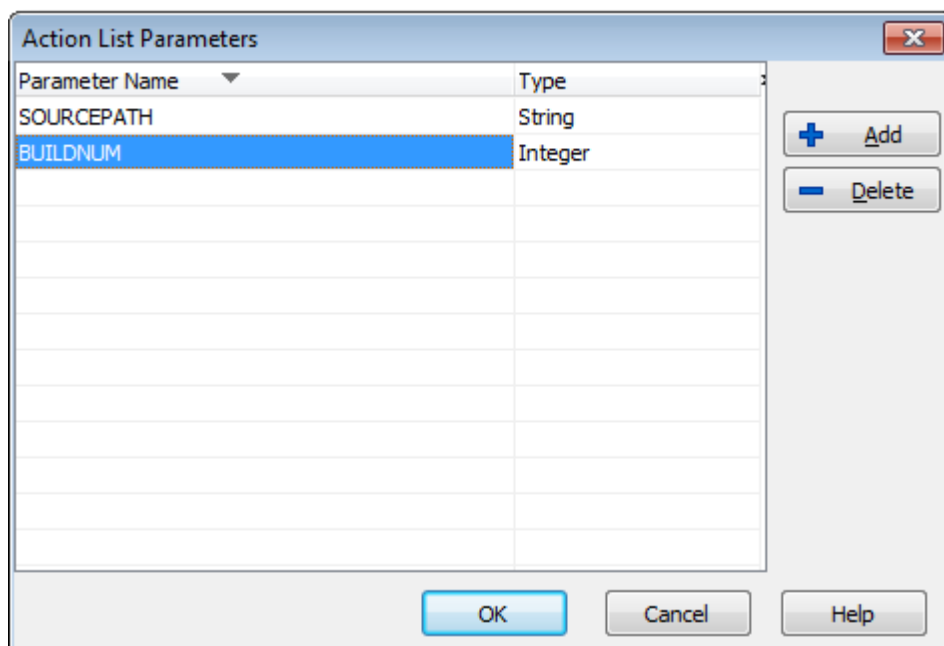 Action List Parameters
Parameter Name Type
SOURCEPATH String
BUILDNUM Integer
Add
Delete
OK Cancel Help